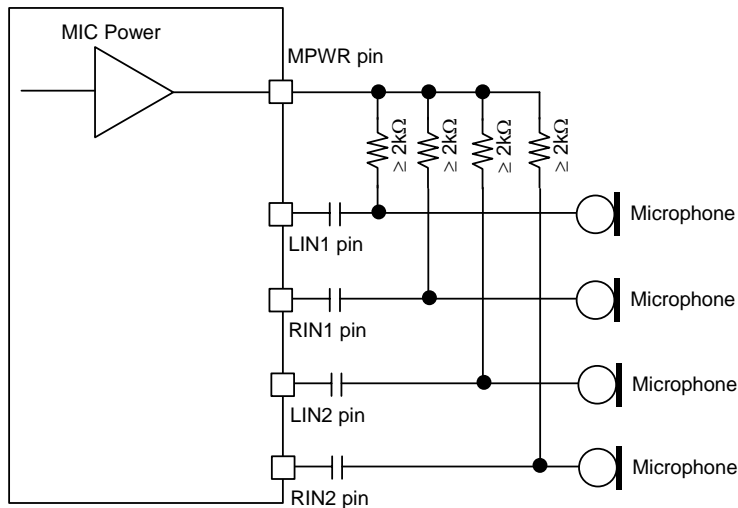 MIC Power
MPWR pin
≥ 2kΩ
≥ 2kΩ
≥ 2kΩ
≥ 2kΩ
LIN1 pin
Microphone
RIN1 pin
Microphone
LIN2 pin
Microphone
RIN2 pin
Microphone